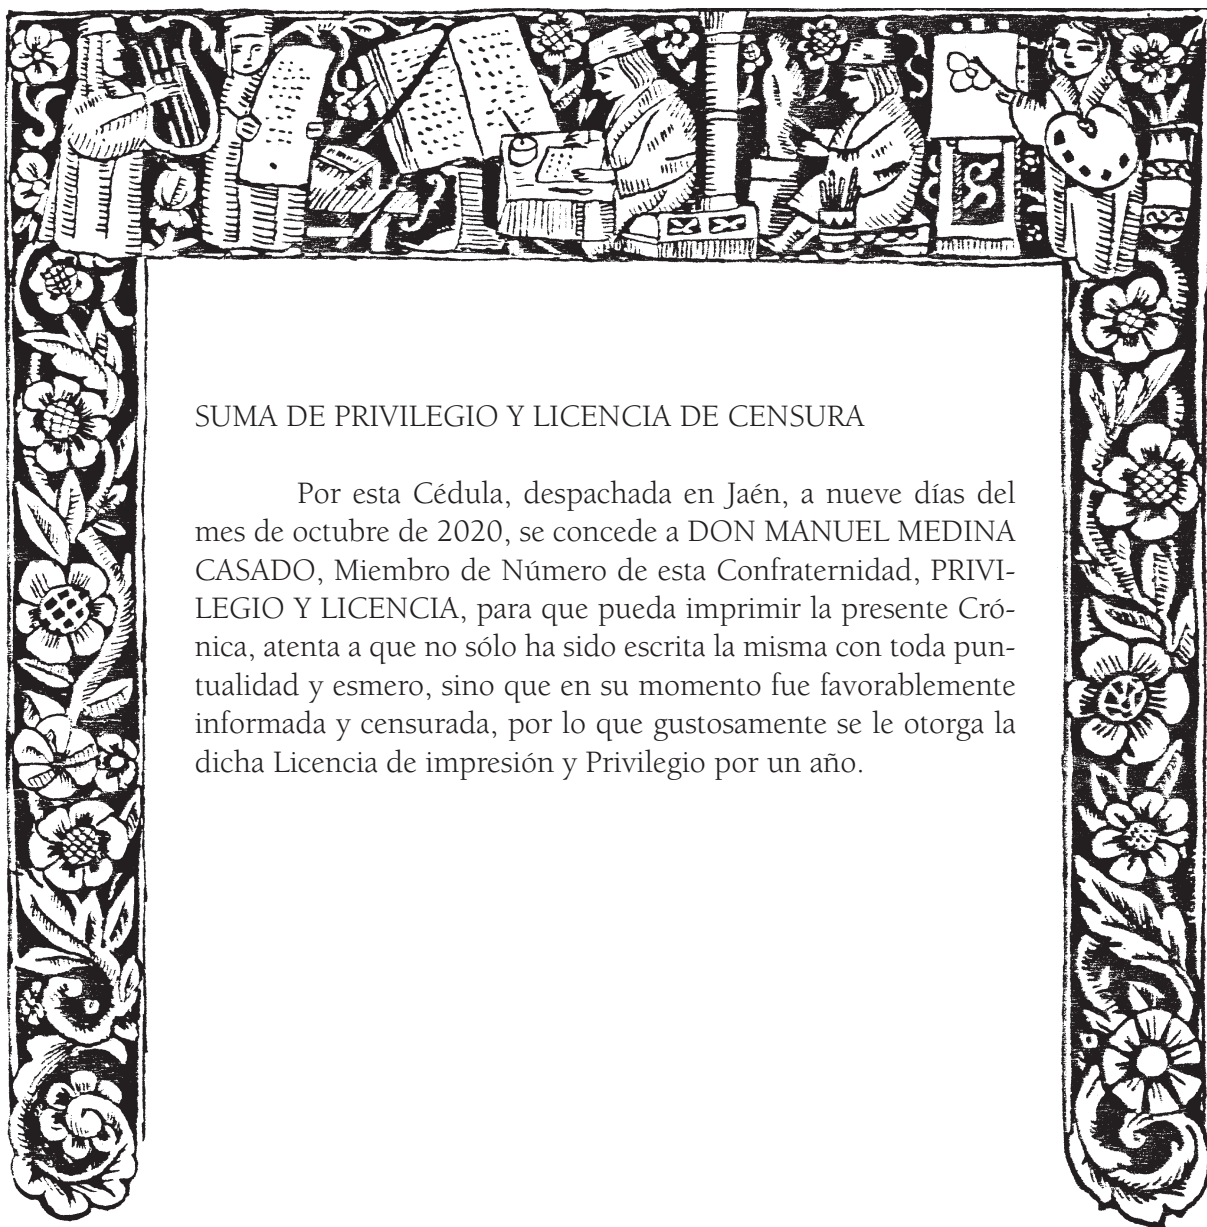 SUMA DE PRIVILEGIO Y LICENCIA DE CENSURA
Por esta Cédula, despachada en Jaén, a nueve días del
mes de octubre de 2020, se concede a DON MANUEL MEDINA
CASADO, Miembro de Número de esta Confraternidad, PRIVI-
LEGIO Y LICENCIA, para que pueda imprimir la presente Cró-
nica, atenta a que no sólo ha sido escrita la misma con toda pun-
tualidad y esmero, sino que en su momento fue favorablemente
informada y censurada, por lo que gustosamente se le otorga la
dicha Licencia de impresión y Privilegio por un año.